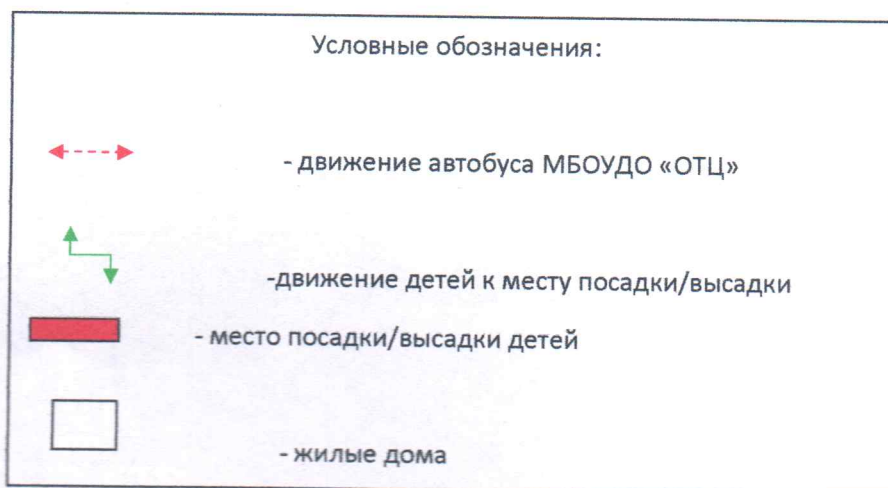 Условные обозначения:
- движение автобуса МБОУДО «ОТЦ»
-движение детей к месту посадки/высадки
- место посадки/высадки детей
- жилые дома